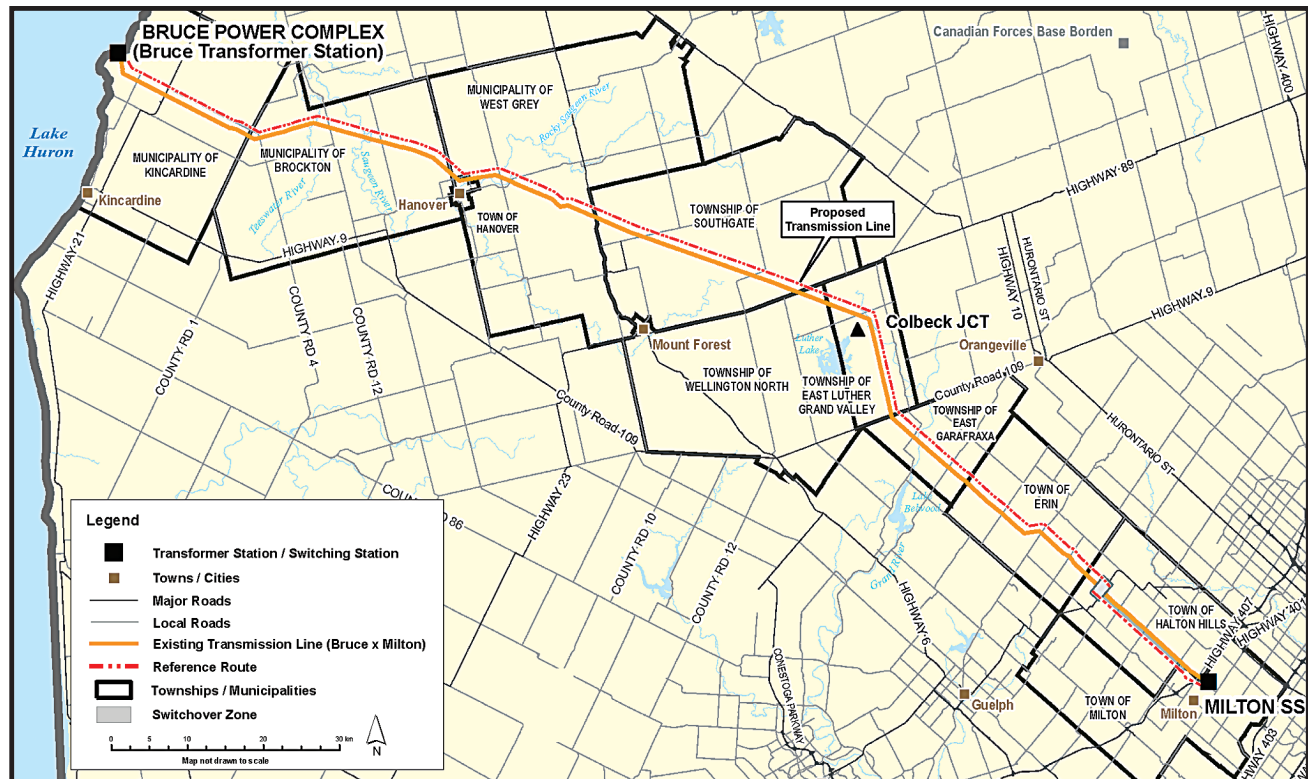 BRUCE POWER COMPLEX
(Bruce Transformer Station)
Canadian Forces Base Borden
HIGHWAY 400
Lake
Huron
MUNICIPALITY OF
WEST GREY
Rocky Saugeen River
MUNICIPALITY OF
KINCARDINE
MUNICIPALITY OF
BROCKTON
Saugeen River
Teeswater River
Kincardine
Hanover
TOWN OF
HANOVER
TOWNSHIP OF
SOUTHGATE
Proposed
Transmission Line
HIGHWAY 89
HIGHWAY 21
HIGHWAY 9
HIGHWAY 10
HURONTARIO ST
HIGHWAY 9
COUNTY RD 1
COUNTY RD 4
COUNTY RD 12
Mount Forest
Luther
Lake
Colbeck JCT
Orangeville
TOWNSHIP OF
WELLINGTON NORTH
TOWNSHIP OF
EAST LUTHER
GRAND VALLEY
County Road 109
TOWNSHIP OF
EAST
GARAFRAXA
County Road 109
HURONTARIO ST
HIGHWAY 23
86
COUNTY RD 10
COUNTY RD 12
Lake
Belwood
Grand River
TOWN OF
ERIN
HIGHWAY 6
TOWN OF
HALTON HILLS
HIGHWAY 401
HIGHWAY 401
CONESTOGA PARKWAY
Guelph
TOWN OF
MILTON
Milton
MILTON SS
HIGHWAY 403
Legend
Transformer Station / Switching Station
Towns / Cities
Major Roads
Local Roads
Existing Transmission Line (Bruce x Milton)
Reference Route
Townships / Municipalities
Switchover Zone
0 5 10 20 30 km
Map not drawn to scale
N